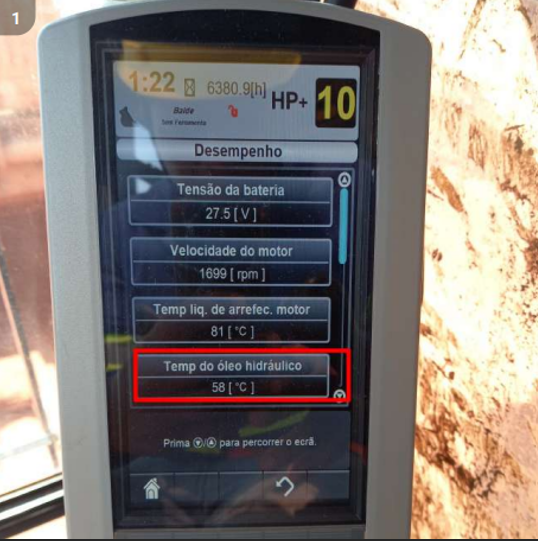 1
1:22 6380.9[h] HP+ 10
Balde
Sem Ferramenta
Desempenho
Tensão da bateria
27.5 [ V ]
Velocidade do motor
1699 [ rpm ]
Temp liq. de arrefec. motor
81 [ °C ]
Temp do óleo hidráulico
58 [ °C ]
Prima / para percorrer o ecrã.